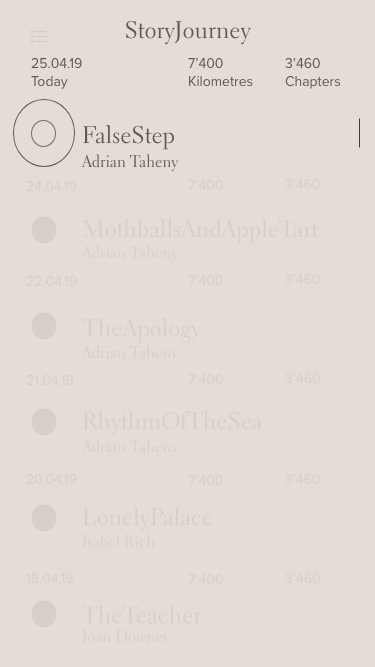 StoryJourney
25.04.19 7'400 3'460
Today Kilometres Chapters
FalseStep
Adrian Taheny
24.04.19 7'400 3'460
MothballsAndAppleTart
Adrian Taheny
22.04.19 7'400 3'460
TheApology
Adrian Taheny
21.04.19 7'400 3'460
RhythmOfTheSea
Adrian Taheny
20.04.19 7'400 3'460
LonelyPalace
Isabel Rich
18.04.19 7'400 3'460
TheTeacher
Joan Downey